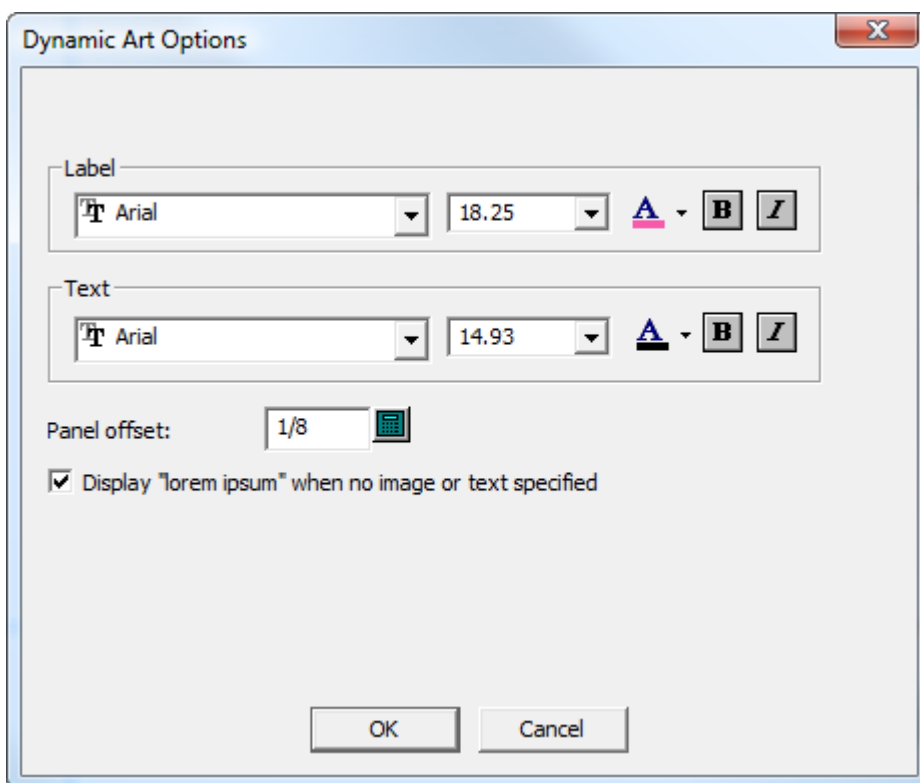 Dynamic Art Options
Label
Arial 18.25 A B I
Text
Arial 14.93 A B I
Panel offset: 1/8
Display "lorem ipsum" when no image or text specified
OK Cancel